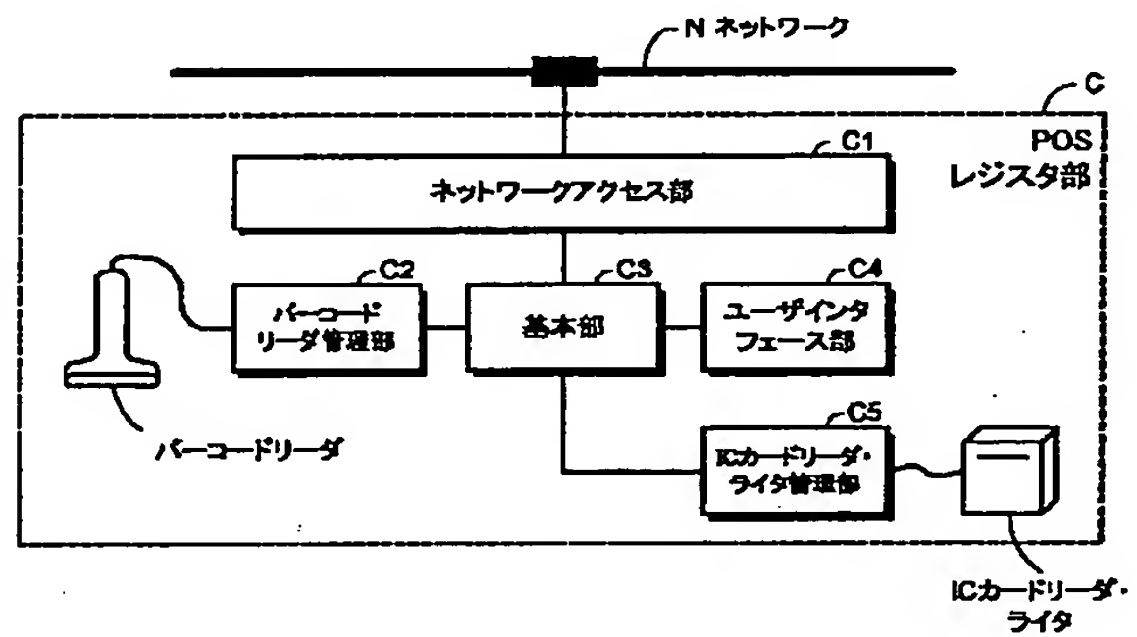 N ネットワーク
C
POS
レジスタ部
C1
ネットワークアクセス部
C2
バーコード
リーダ管理部
C3
基本部
C4
ユーザインタ
フェース部
バーコードリーダ
C5
ICカードリーダ・
ライタ管理部
ICカードリーダ・
ライタ